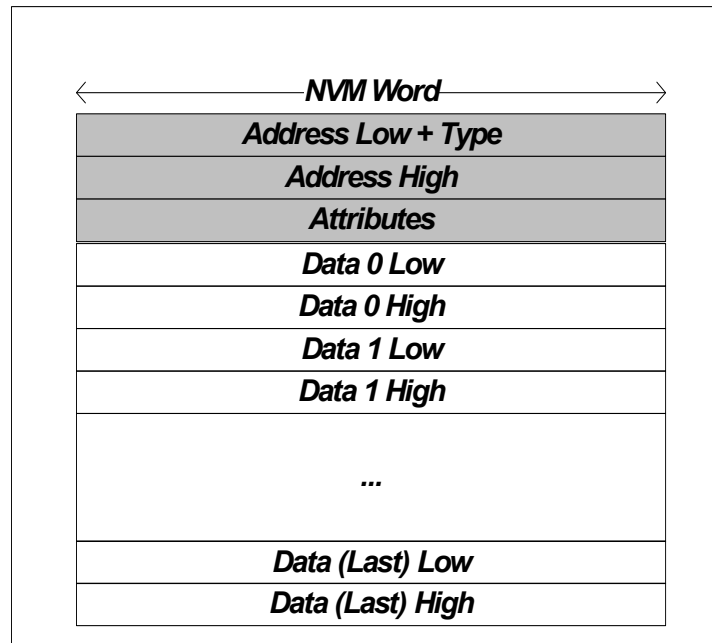 NVM Word
Address Low + Type
Address High
Attributes
Data 0 Low
Data 0 High
Data 1 Low
Data 1 High
...
Data (Last) Low
Data (Last) High